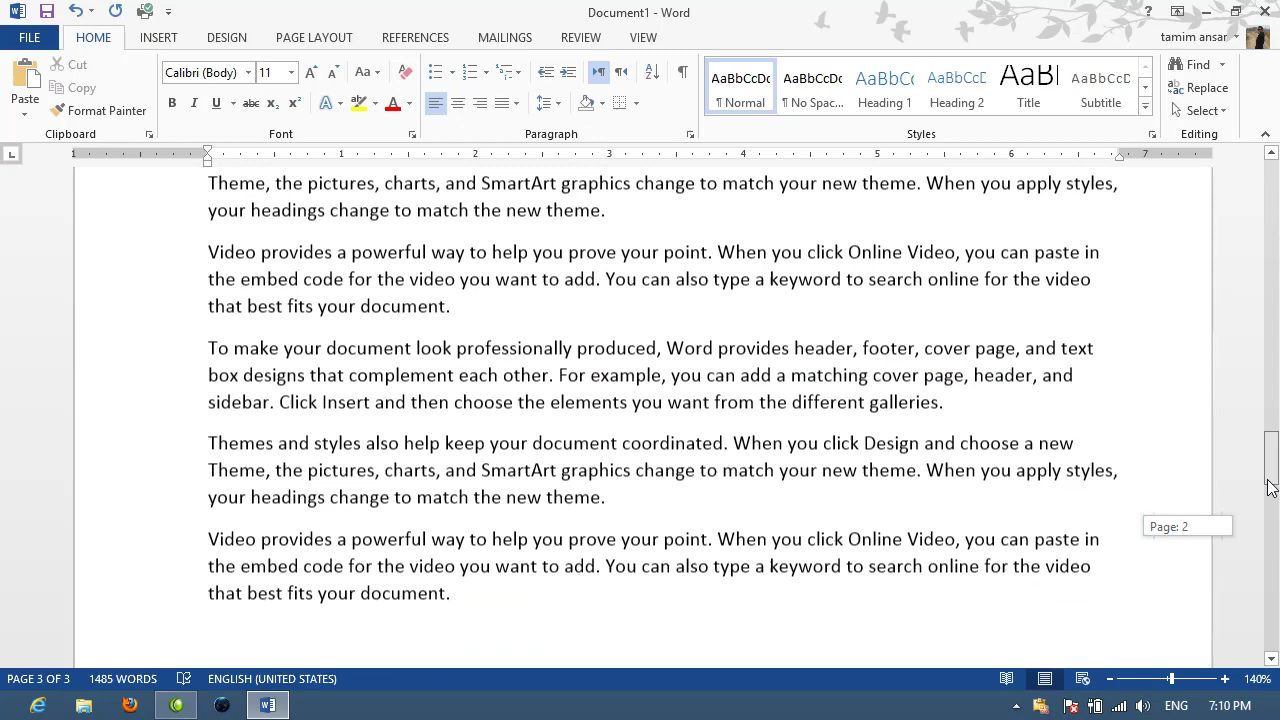 Document1 - Word
?
FILE
HOME
INSERT
DESIGN
PAGE LAYOUT
REFERENCES
MAILINGS
REVIEW
VIEW
tamim ansar
Paste
Cut
Copy
Format Painter
Clipboard
Calibri (Body)
11
Aa
B I U abc x₂ x²
A A
Font
Paragraph
AaBbCcDc
¶ Normal
AaBbCcDc
¶ No Spac...
AaBbCc
Heading 1
AaBbCcD
Heading 2
AaBl
Title
AaBbCcD
Subtitle
Styles
Find
Replace
Select
Editing
1 1 2 3 4 5 6 7
Theme, the pictures, charts, and SmartArt graphics change to match your new theme. When you apply styles,
your headings change to match the new theme.
Video provides a powerful way to help you prove your point. When you click Online Video, you can paste in
the embed code for the video you want to add. You can also type a keyword to search online for the video
that best fits your document.
To make your document look professionally produced, Word provides header, footer, cover page, and text
box designs that complement each other. For example, you can add a matching cover page, header, and
sidebar. Click Insert and then choose the elements you want from the different galleries.
Themes and styles also help keep your document coordinated. When you click Design and choose a new
Theme, the pictures, charts, and SmartArt graphics change to match your new theme. When you apply styles,
your headings change to match the new theme.
Page: 2
Video provides a powerful way to help you prove your point. When you click Online Video, you can paste in
the embed code for the video you want to add. You can also type a keyword to search online for the video
that best fits your document.
PAGE 3 OF 3
1485 WORDS
ENGLISH (UNITED STATES)
140%
ENG
7:10 PM